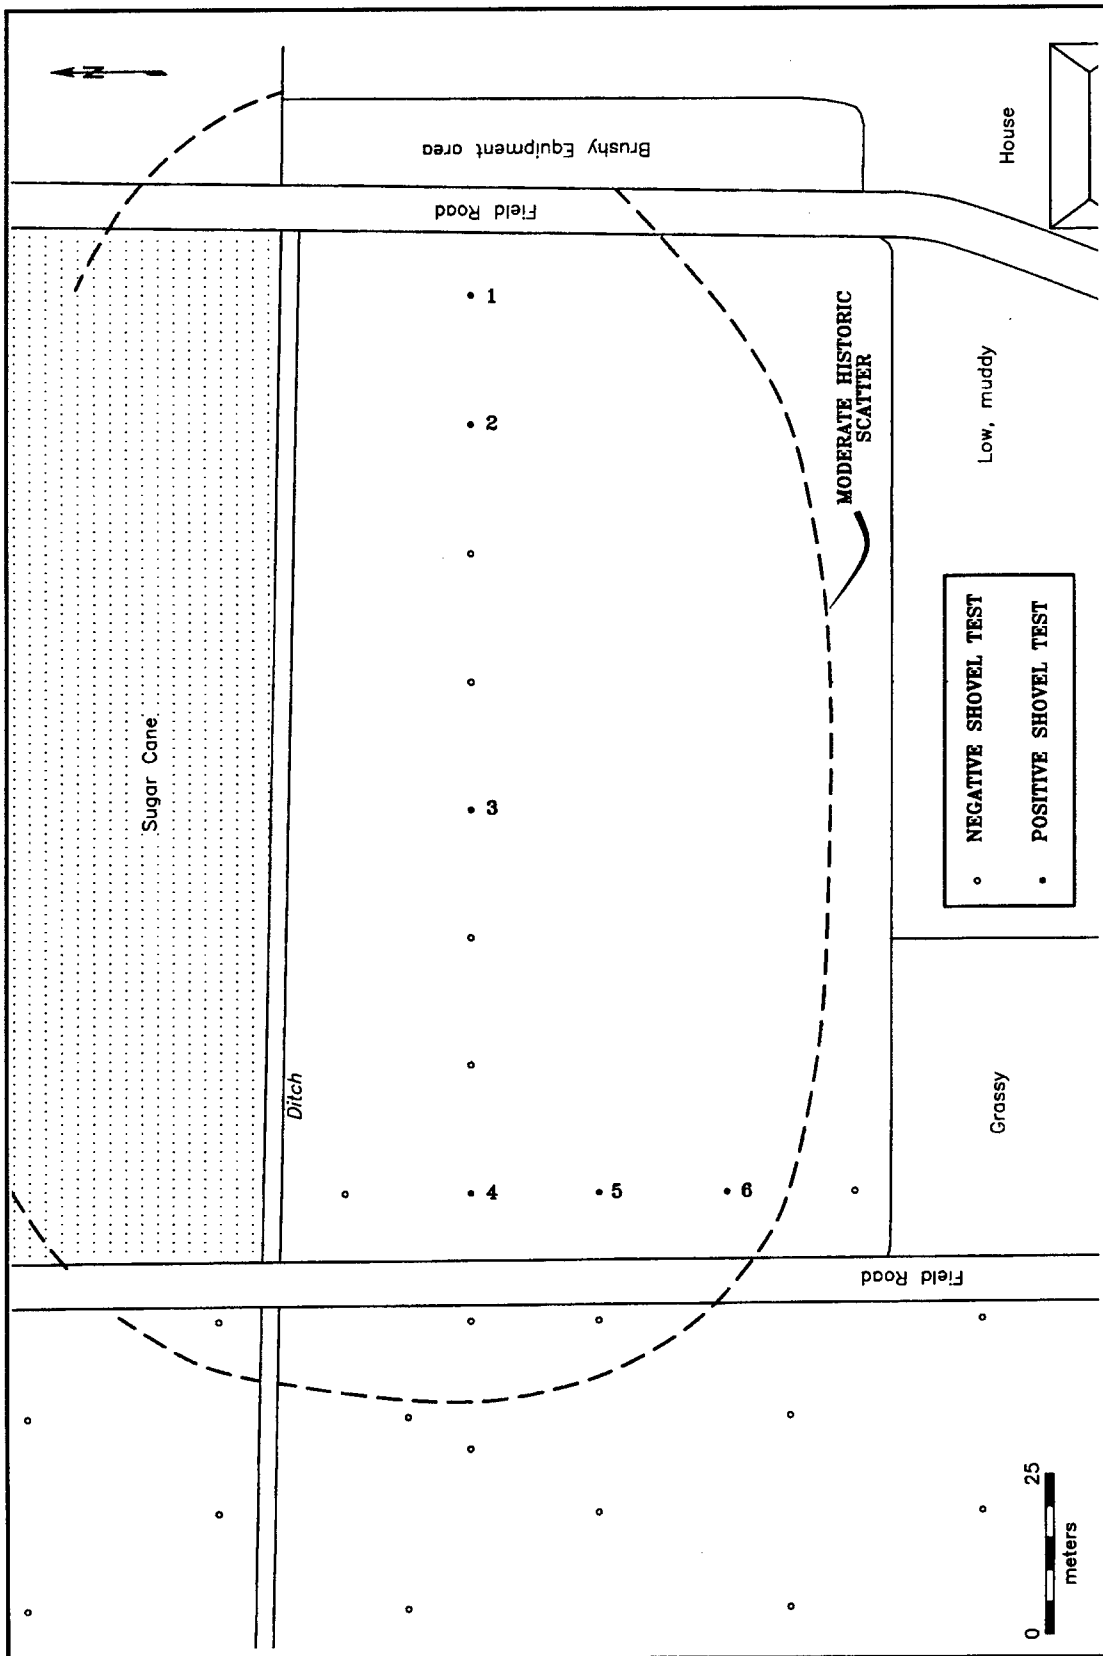 N
Brushy Equipment area
House
Field Road
1
2
MODERATE HISTORIC
SCATTER
Low, muddy
Sugar Cane
3
NEGATIVE SHOVEL TEST
POSITIVE SHOVEL TEST
Ditch
Grassy
4
5
6
Field Road
0
25
meters